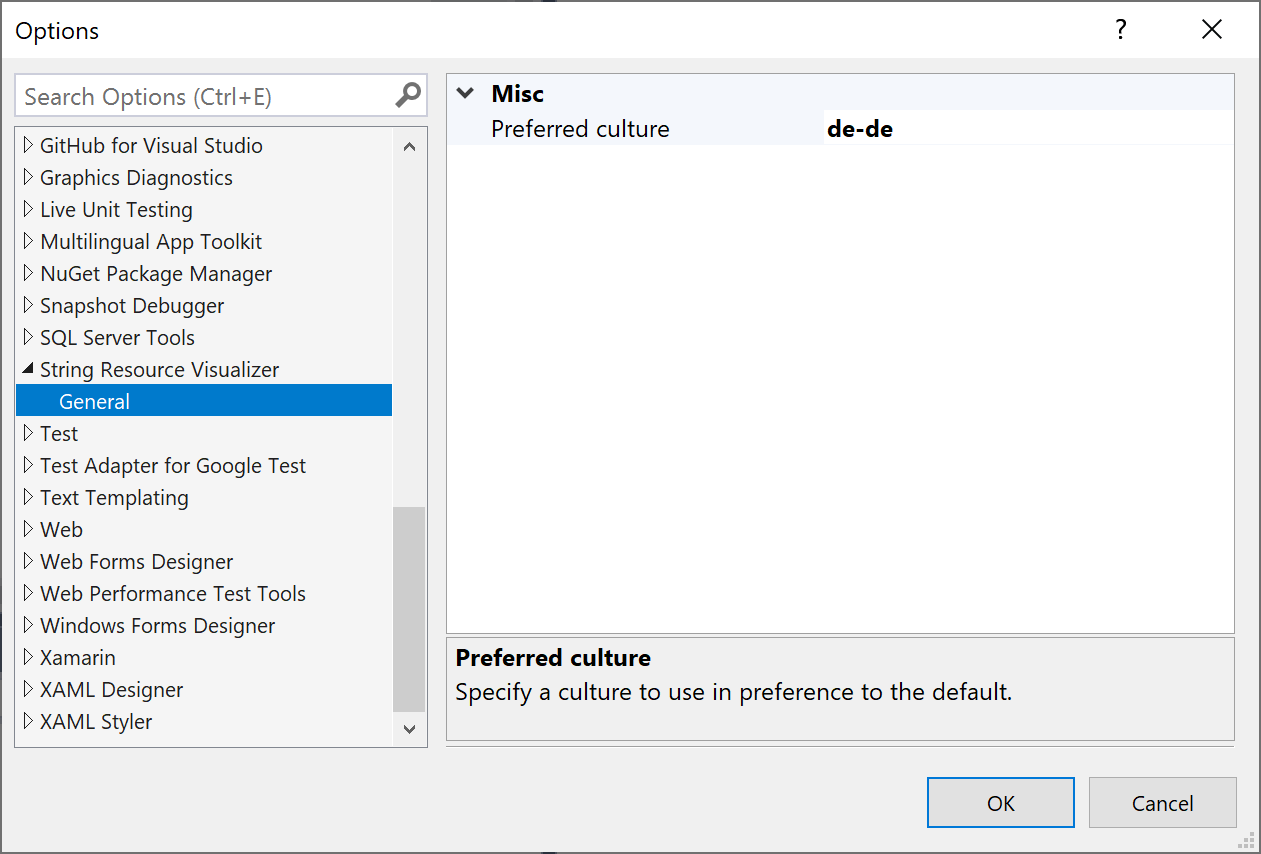 Options
?
Search Options (Ctrl+E)
GitHub for Visual Studio
Graphics Diagnostics
Live Unit Testing
Multilingual App Toolkit
NuGet Package Manager
Snapshot Debugger
SQL Server Tools
String Resource Visualizer
General
Test
Test Adapter for Google Test
Text Templating
Web
Web Forms Designer
Web Performance Test Tools
Windows Forms Designer
Xamarin
XAML Designer
XAML Styler
Misc
Preferred culture de-de
Preferred culture
Specify a culture to use in preference to the default.
OK Cancel